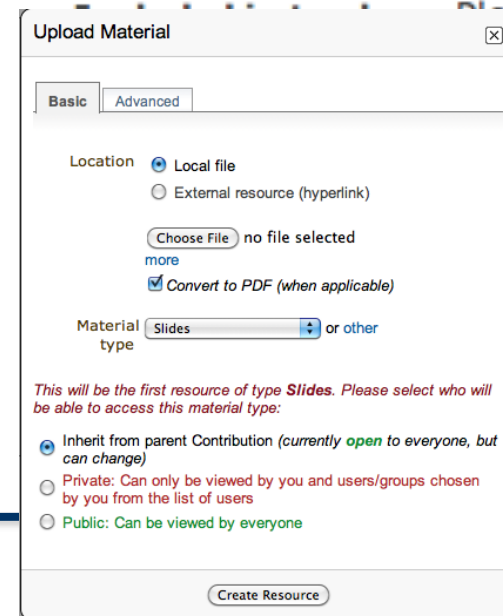 Upload Material
Basic
Advanced
Location
Local file
External resource (hyperlink)
Choose File no file selected
more
Convert to PDF (when applicable)
Material type
Slides
or other
This will be the first resource of type Slides. Please select who will
be able to access this material type:
Inherit from parent Contribution (currently open to everyone, but
can change)
Private: Can only be viewed by you and users/groups chosen
by you from the list of users
Public: Can be viewed by everyone
Create Resource